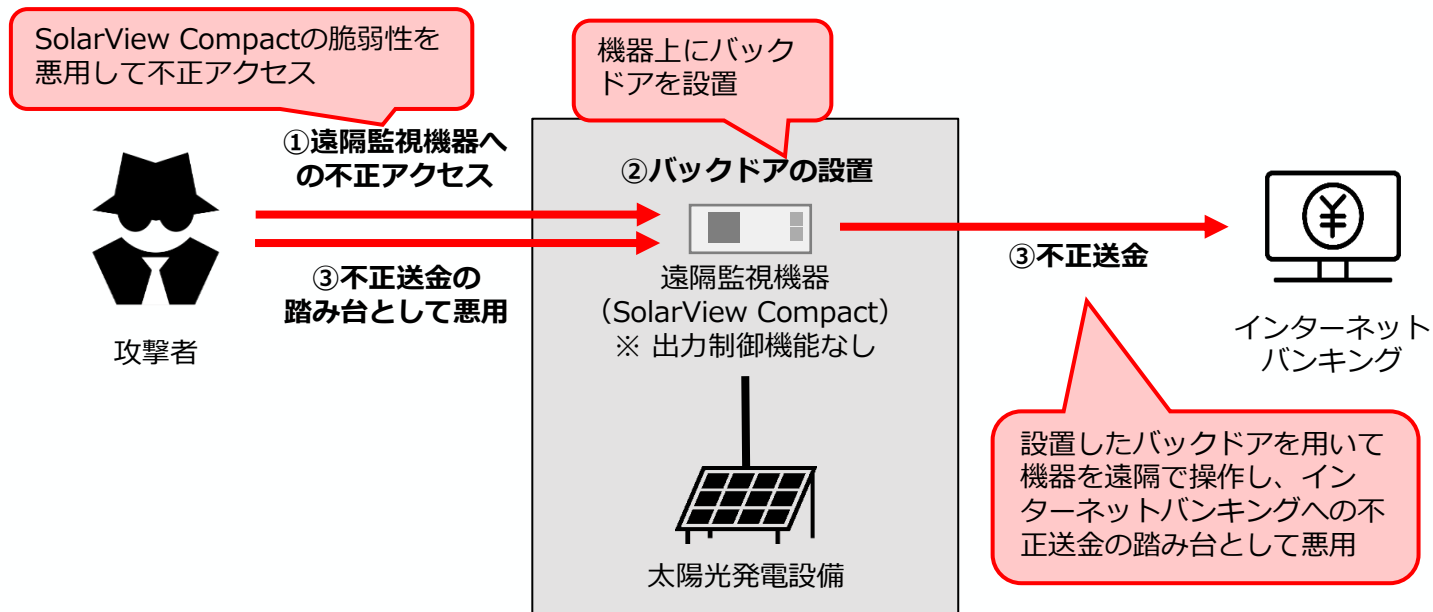 SolarView Compactの脆弱性を
悪用して不正アクセス
機器上にバック
ドアを設置
①遠隔監視機器へ
の不正アクセス
②バックドアの設置
③不正送金の
踏み台として悪用
③不正送金
攻撃者
遠隔監視機器
（SolarView Compact）
※ 出力制御機能なし
インターネット
バンキング
設置したバックドアを用いて
機器を遠隔で操作し、イン
ターネットバンキングへの不
正送金の踏み台として悪用
太陽光発電設備